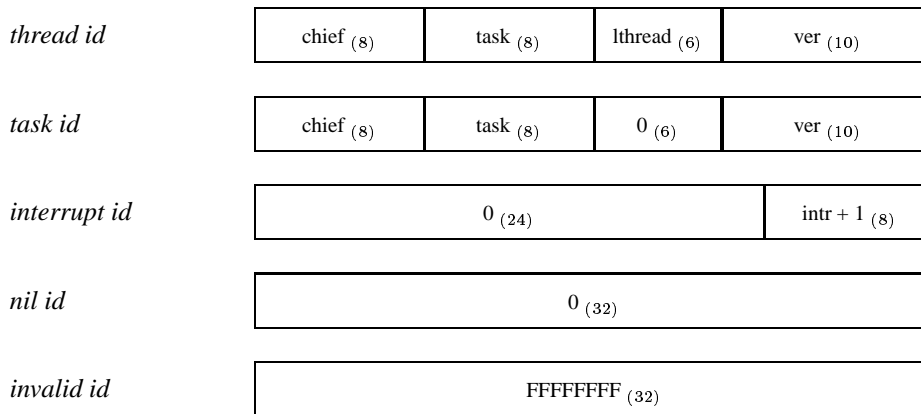 thread id chief (8) task (8) lthread (6) ver (10)
task id chief (8) task (8) 0 (6) ver (10)
interrupt id 0 (24) intr + 1 (8)
nil id 0 (32)
invalid id FFFFFFFF (32)